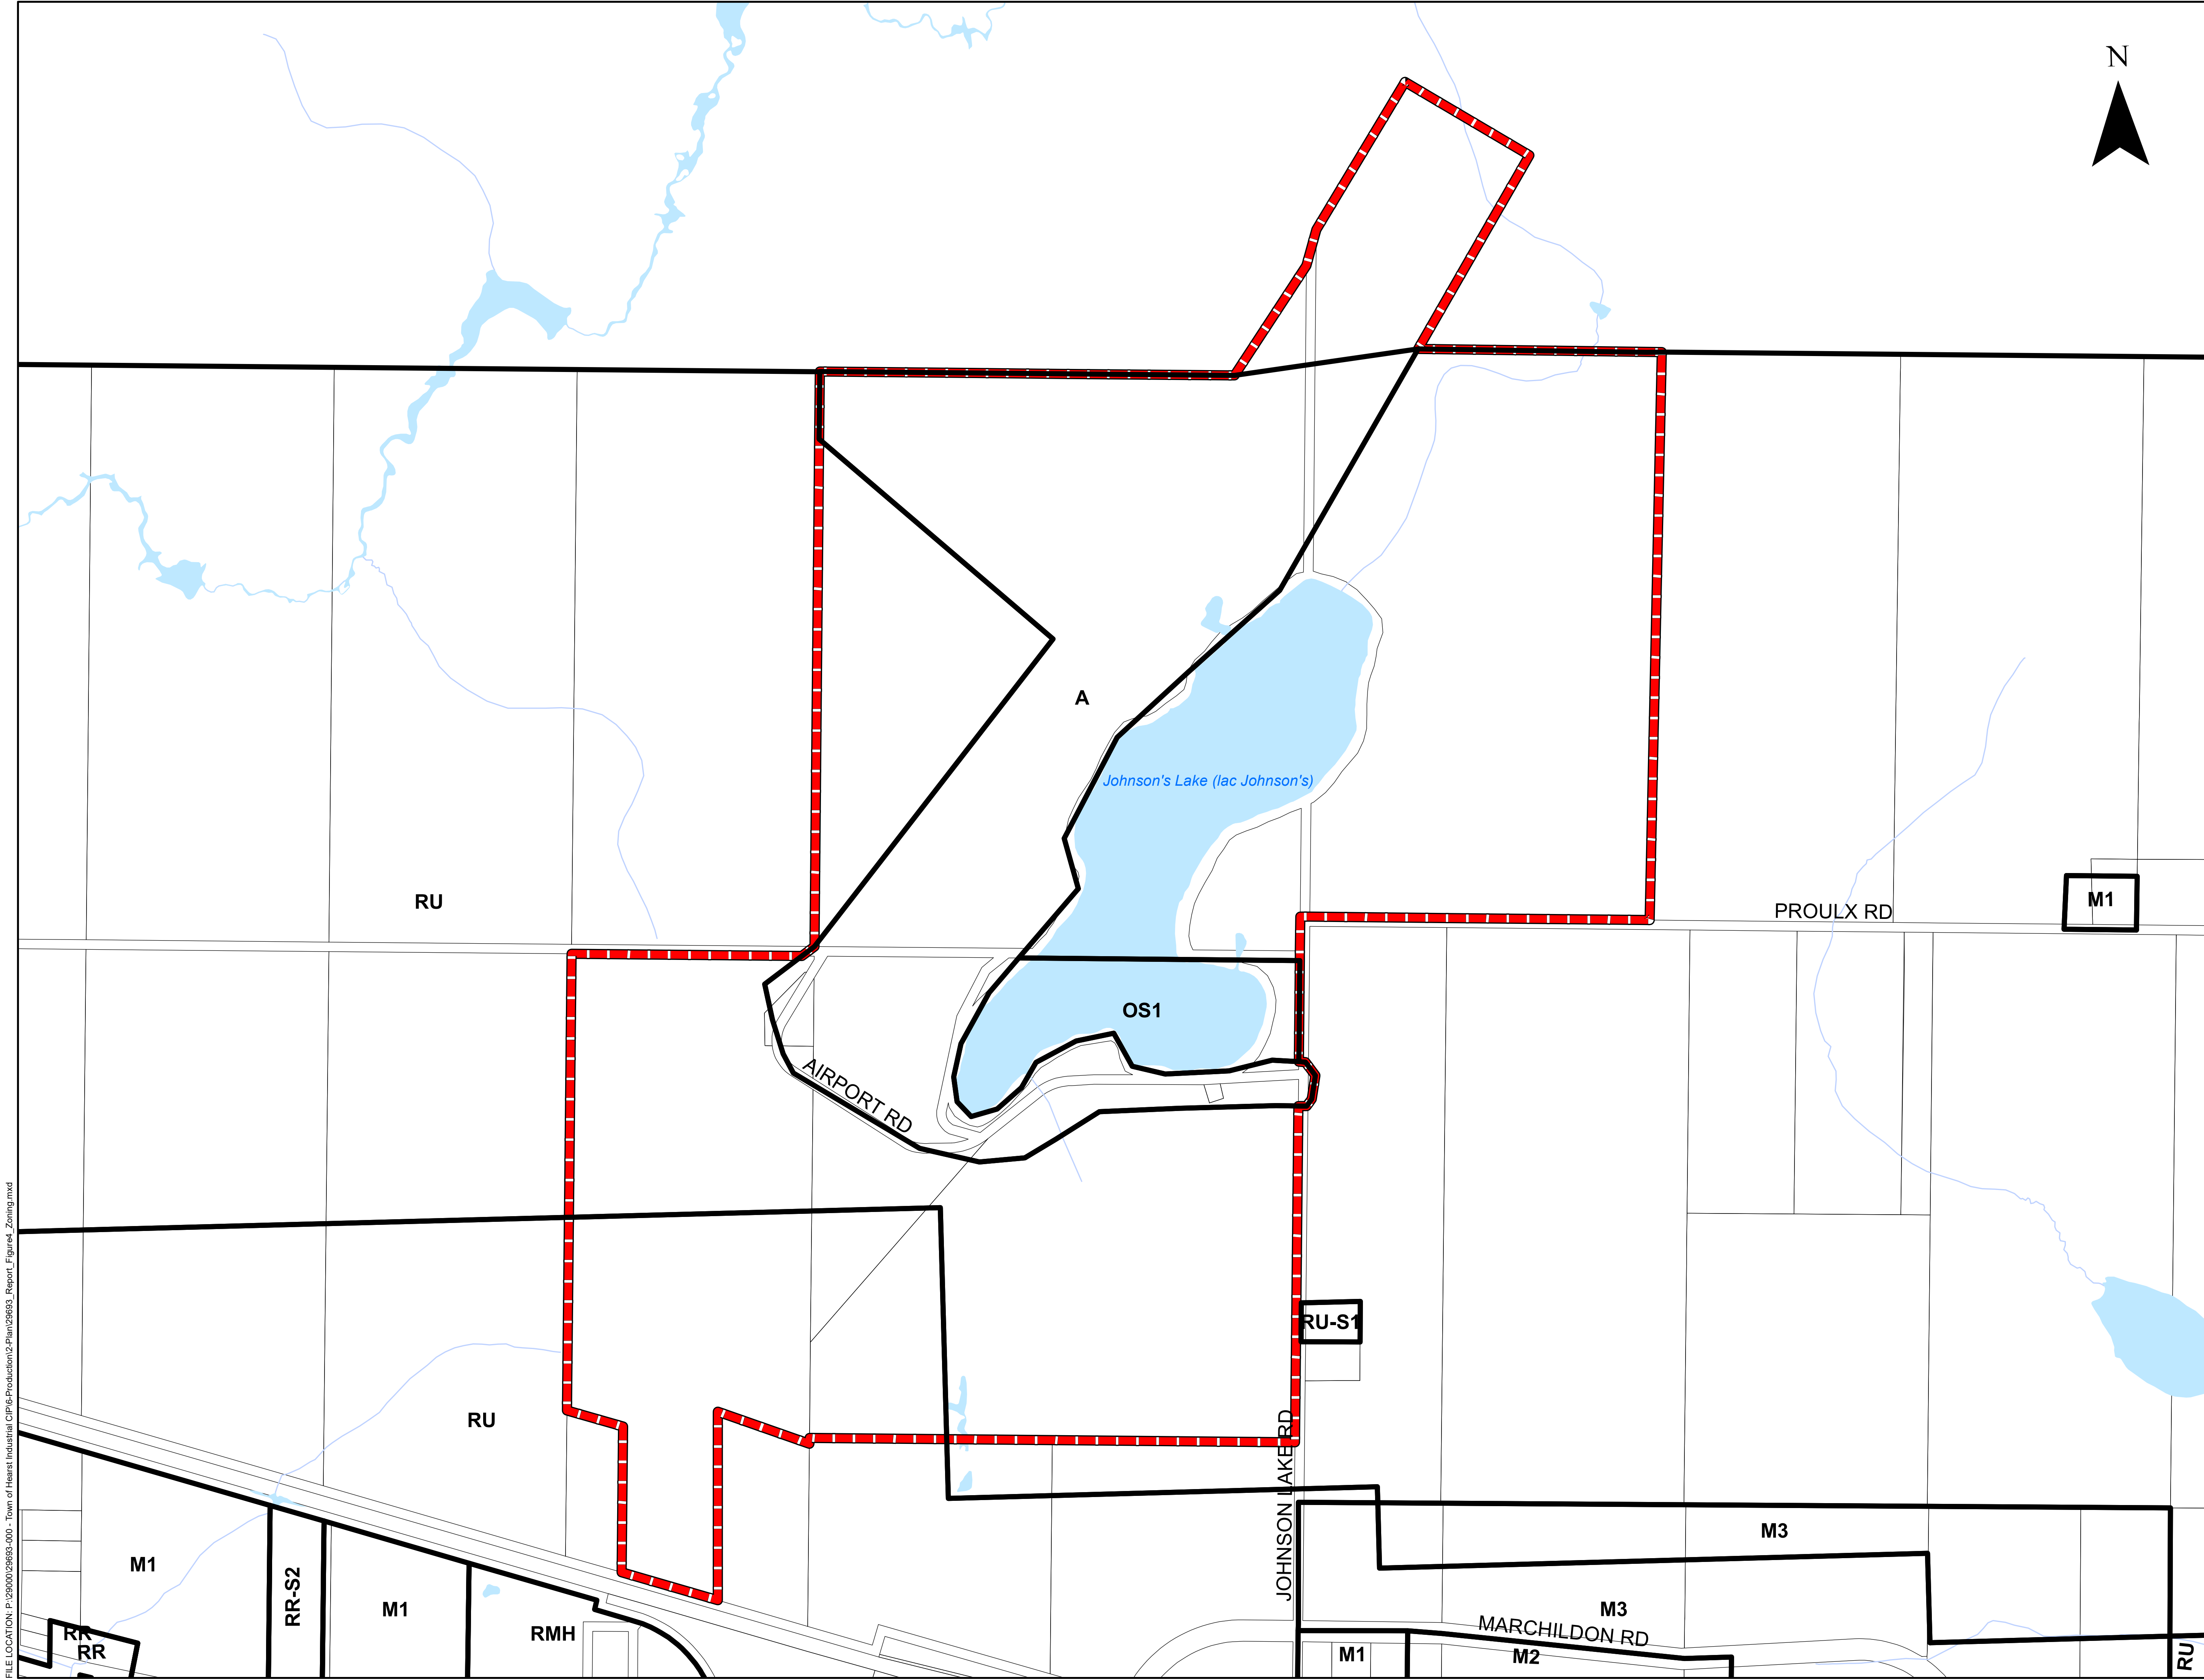 N
A
Johnson's Lake (lac Johnson's)
RU
M1
PROULX RD
OS1
AIRPORT RD
RU-S1
RU
JOHNSON LAKE RD
M3
M1
RR-S2
M1
M3
RMH
MARCHILDON RD
RR
RR
M1
M2
RU
FILE LOCATION: P:\29000\29693-000 - Town of Hearst Industrial CIP\6-Production\2-Plan\29693_Report_Figure4_Zoning.mxd